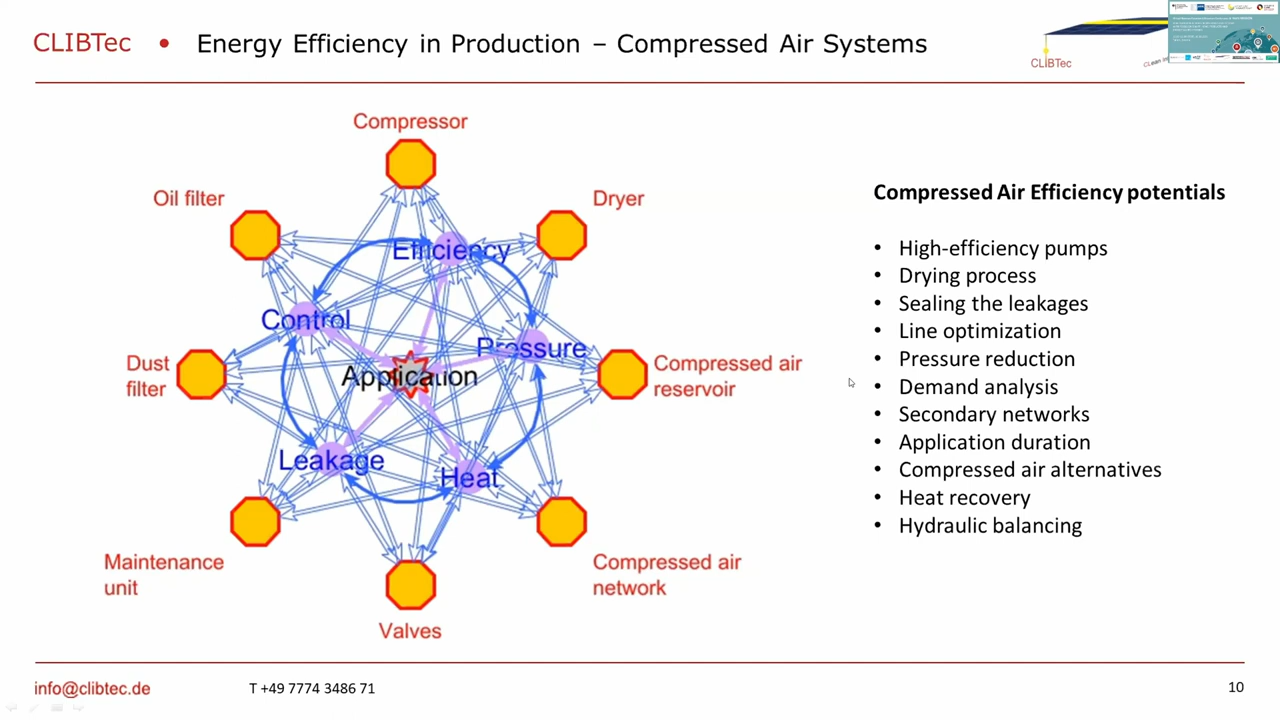 CLIBTec • Energy Efficiency in Production – Compressed Air Systems
CLIBTec
Compressor
Oil filter
Dryer
Efficiency
Control
Pressure
Dust
filter
Application
Compressed air
reservoir
Leakage
Heat
Maintenance
unit
Compressed air
network
Valves
Compressed Air Efficiency potentials
• High-efficiency pumps
• Drying process
• Sealing the leakages
• Line optimization
• Pressure reduction
• Demand analysis
• Secondary networks
• Application duration
• Compressed air alternatives
• Heat recovery
• Hydraulic balancing
info@clibtec.de
T +49 7774 3486 71
10